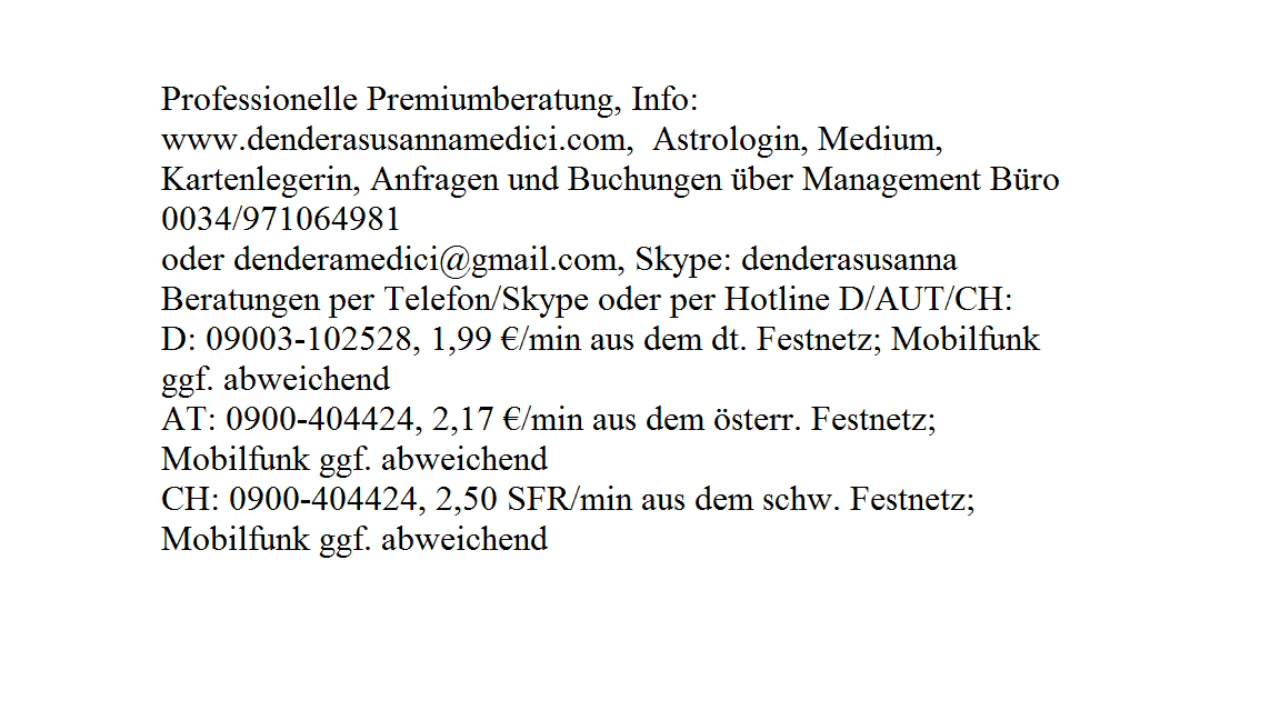 Professionelle Premiumberatung, Info:
www.denderasusannamedici.com,  Astrologin, Medium,
Kartenlegerin, Anfragen und Buchungen über Management Büro
0034/971064981
oder denderamedici@gmail.com, Skype: denderasusanna
Beratungen per Telefon/Skype oder per Hotline D/AUT/CH:
D: 09003-102528, 1,99 €/min aus dem dt. Festnetz; Mobilfunk
ggf. abweichend
AT: 0900-404424, 2,17 €/min aus dem österr. Festnetz;
Mobilfunk ggf. abweichend
CH: 0900-404424, 2,50 SFR/min aus dem schw. Festnetz;
Mobilfunk ggf. abweichend